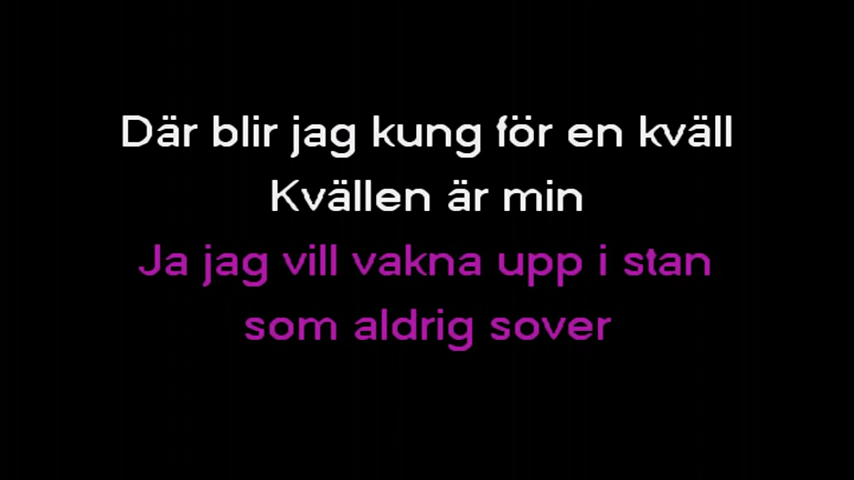 Där blir jag kung för en kväll
Kvällen är min
Ja jag vill vakna upp i stan
som aldrig sover